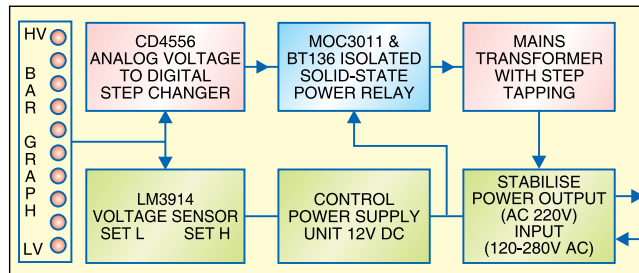 HV
BAR
GRAPH
LV
CD4556
ANALOG VOLTAGE
TO DIGITAL
STEP CHANGER
MOC3011 &
BT136 ISOLATED
SOLID-STATE
POWER RELAY
MAINS
TRANSFORMER
WITH STEP
TAPPING
LM3914
VOLTAGE SENSOR
SET L SET H
CONTROL
POWER SUPPLY
UNIT 12V DC
STABILISE
POWER OUTPUT
(AC 220V)
INPUT
(120-280V AC)